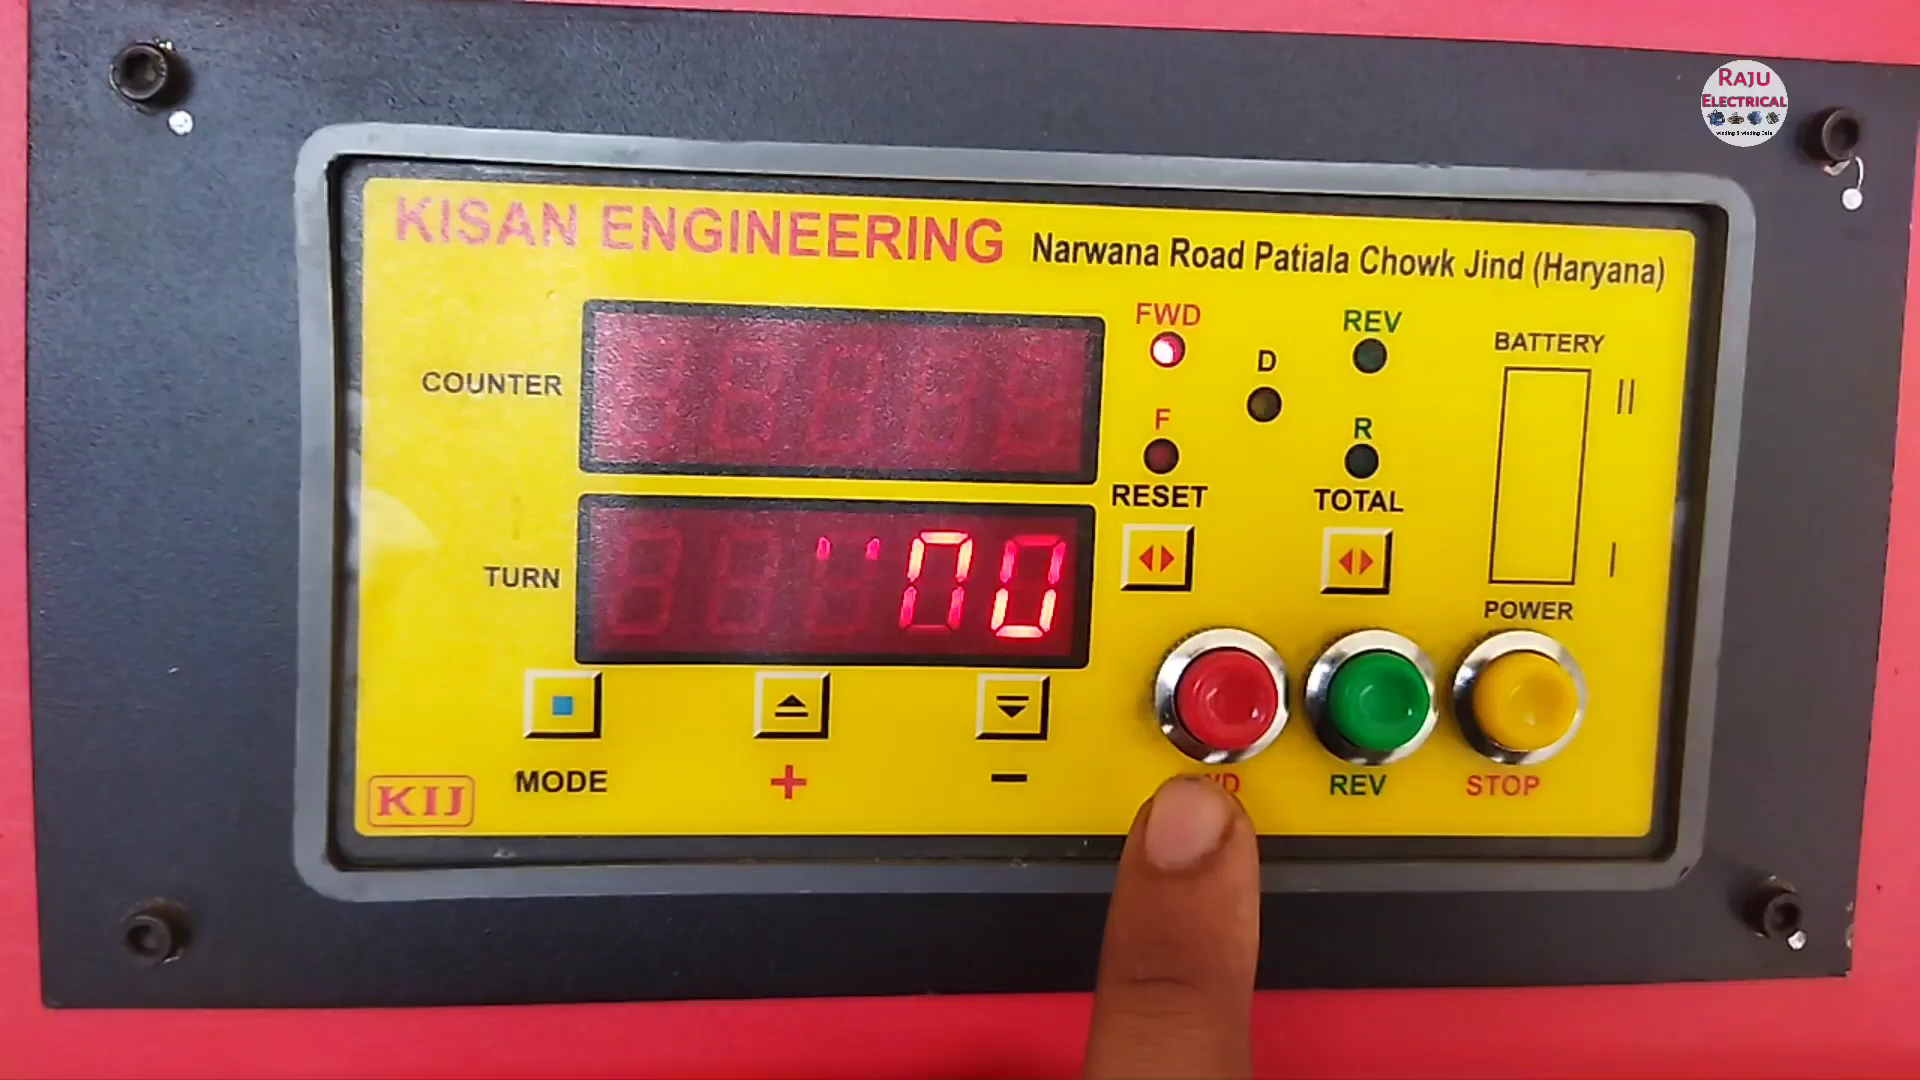 RAJU
ELECTRICAL
KISAN ENGINEERING Narwana Road Patiala Chowk Jind (Haryana)
FWD REV BATTERY
D
COUNTER
II
F R
RESET TOTAL
TURN
I
POWER
MODE + − REV STOP
KIJ